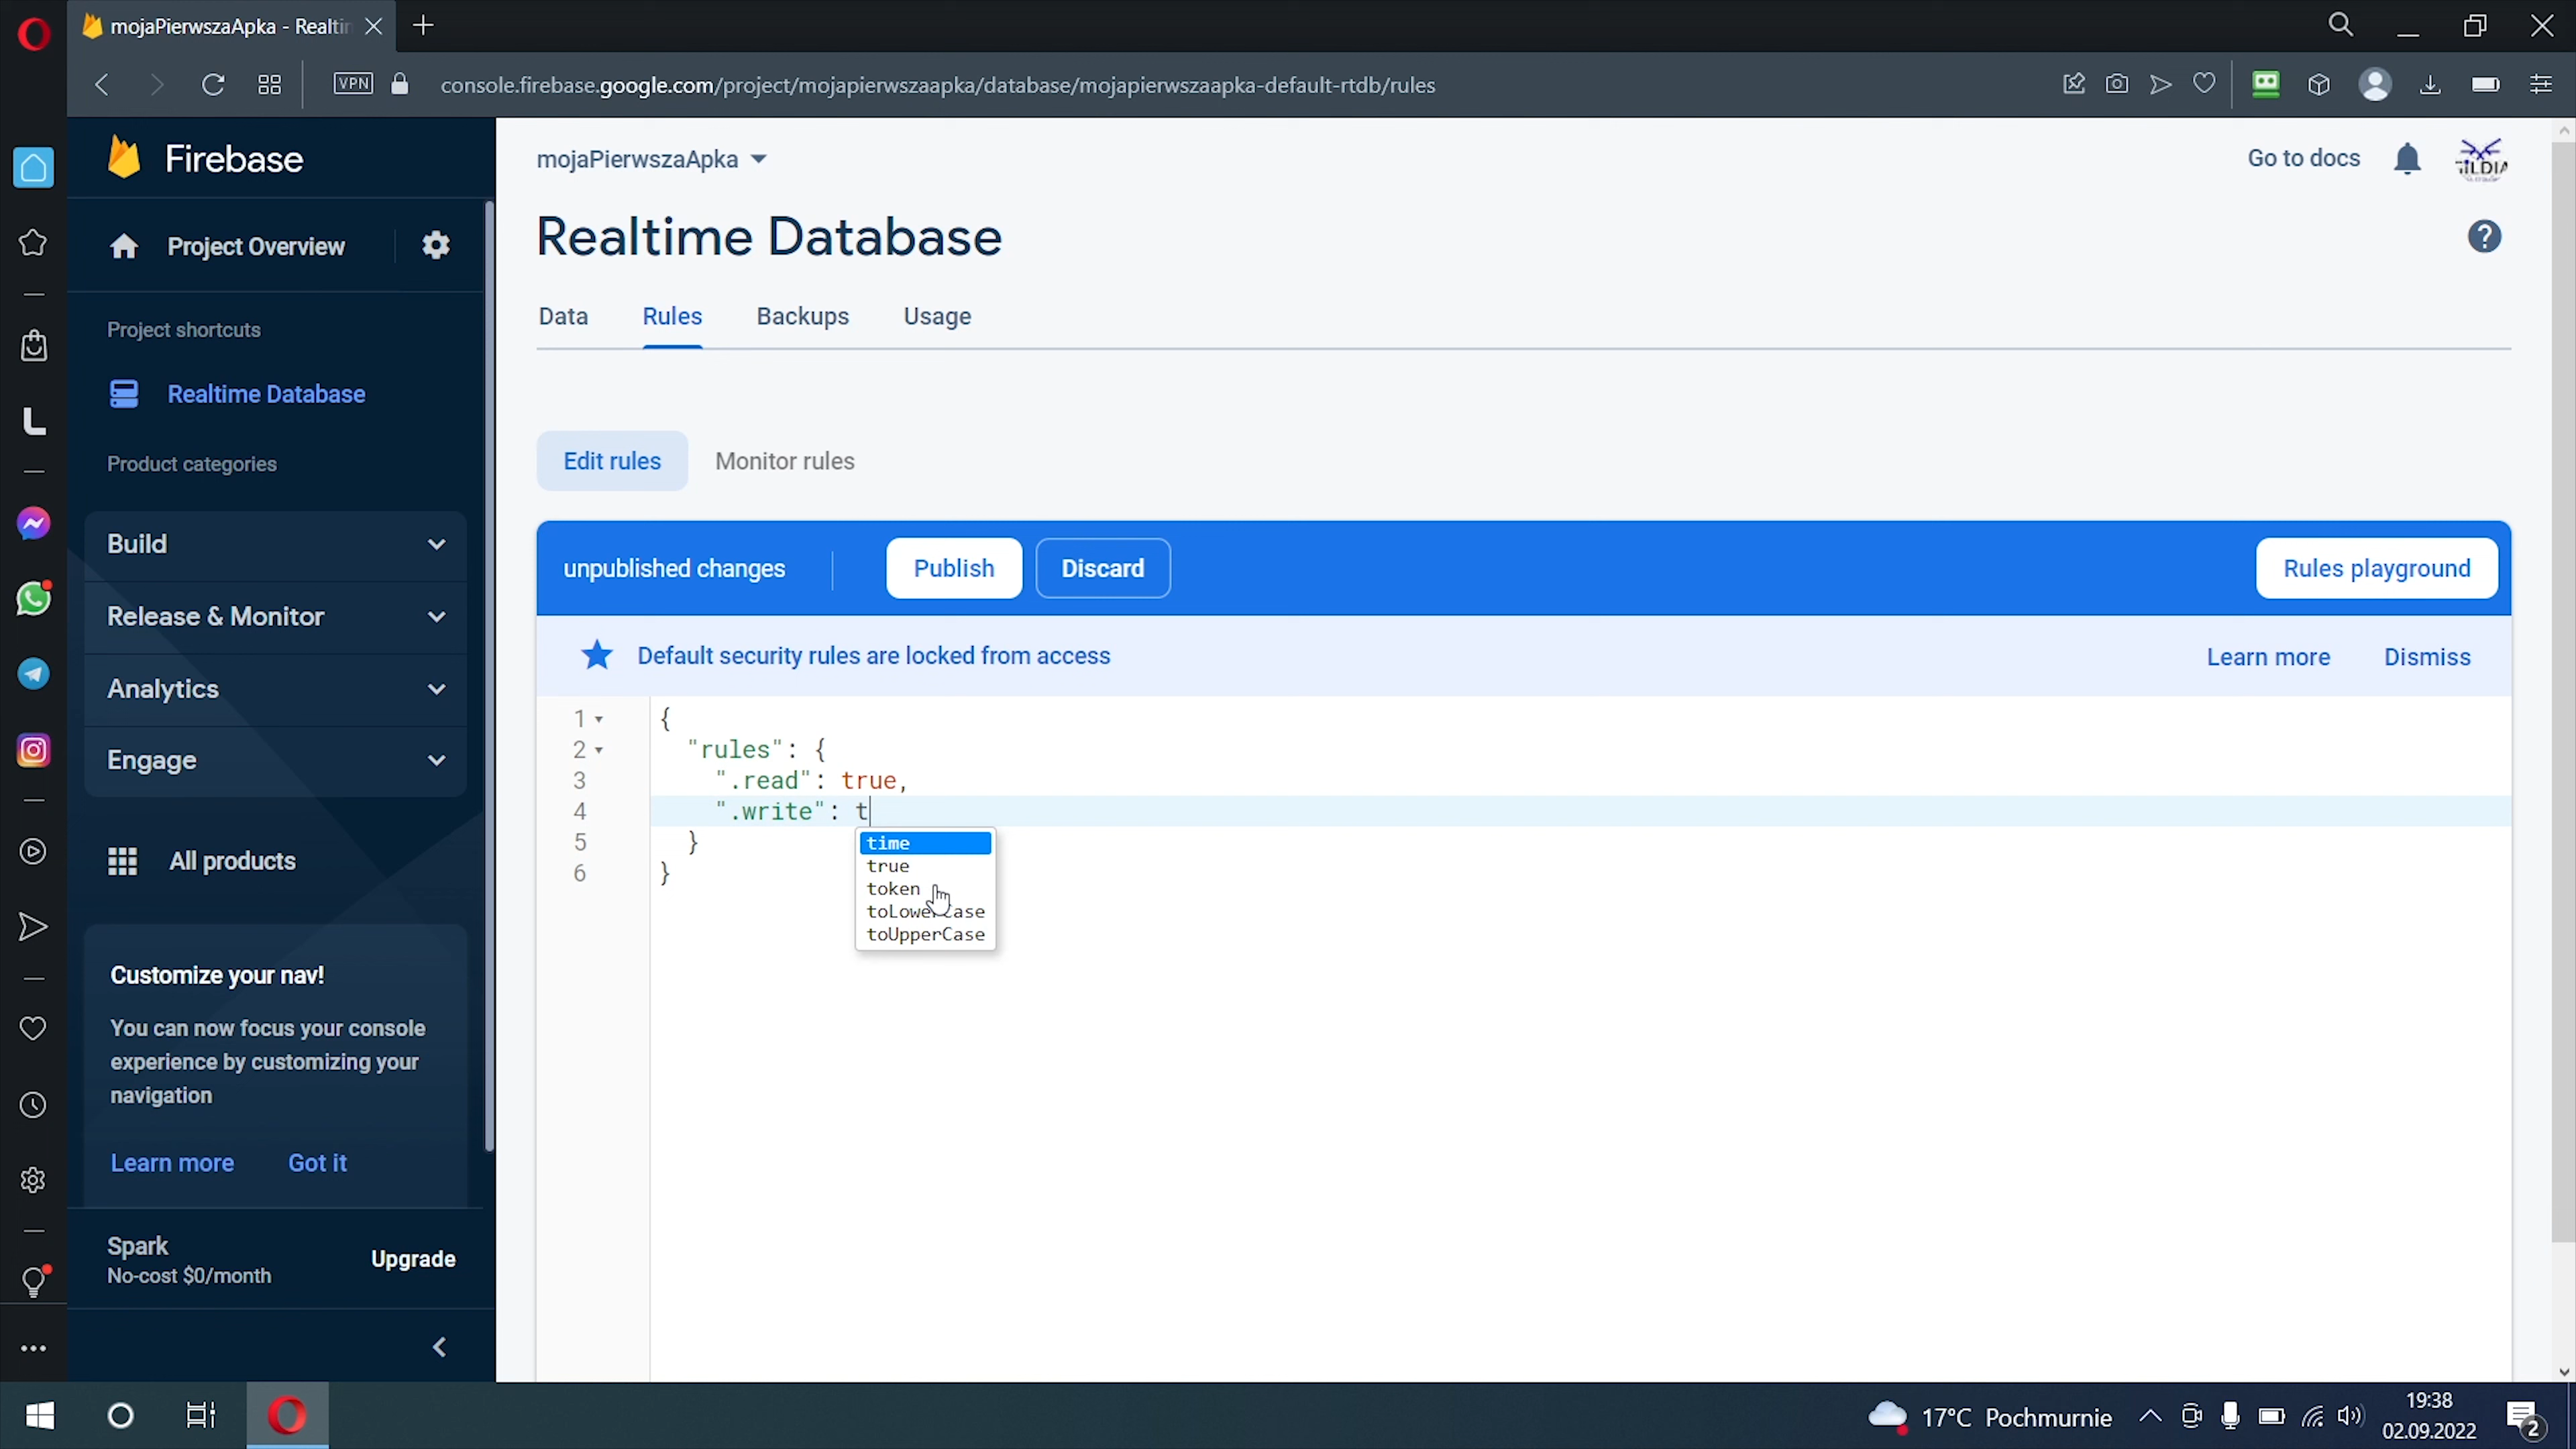 mojaPierwszaApka - Realtin
VPN
console.firebase.google.com/project/mojapierwszaapka/database/mojapierwszaapka-default-rtdb/rules
Firebase
Project Overview
Project shortcuts
Realtime Database
Product categories
Build
Release & Monitor
Analytics
Engage
All products
Customize your nav!
You can now focus your console
experience by customizing your
navigation
Learn more Got it
Spark
No-cost $0/month
Upgrade
mojaPierwszaApka
Go to docs
Realtime Database
Data Rules Backups Usage
Edit rules Monitor rules
unpublished changes Publish Discard Rules playground
Default security rules are locked from access Learn more Dismiss
1 {
2 "rules": {
3 ".read": true,
4 ".write": t
5 }
6 }
time
true
token
toLowerCase
toUpperCase
17°C Pochmurnie
19:38
02.09.2022
2